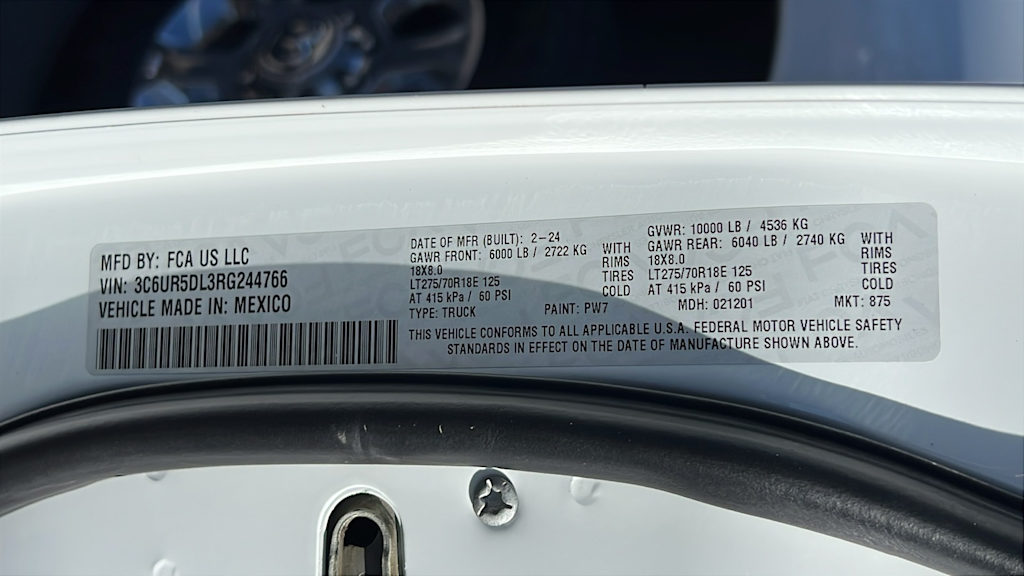 MFD BY: FCA US LLC
VIN: 3C6UR5DL3RG244766
VEHICLE MADE IN: MEXICO
DATE OF MFR (BUILT): 2-24
GAWR FRONT: 6000 LB / 2722 KG WITH
18X8.0 RIMS
LT275/70R18E 125 TIRES
AT 415 kPa / 60 PSI COLD
TYPE: TRUCK PAINT: PW7
GVWR: 10000 LB / 4536 KG
GAWR REAR: 6040 LB / 2740 KG WITH
18X8.0 RIMS
LT275/70R18E 125 TIRES
AT 415 kPa / 60 PSI COLD
MDH: 021201 MKT: 875
THIS VEHICLE CONFORMS TO ALL APPLICABLE U.S.A. FEDERAL MOTOR VEHICLE SAFETY
STANDARDS IN EFFECT ON THE DATE OF MANUFACTURE SHOWN ABOVE.